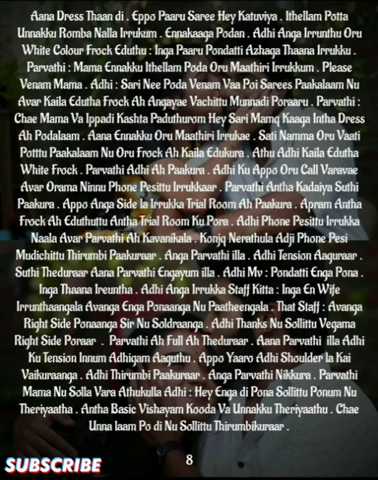 Aana Dress Thaan di . Eppo Paaru Saree Hey Katuviya . Ithellam Potta
Unnakku Romba Nalla Irrukum . Ennakaaga Podan . Adhi Anga Irrunthu Oru
White Colour Frock Eduthu : Inga Paaru Pondatti Azhaga Thaana Irrukku .
Parvathi : Mama Ennakku Ithellam Poda Oru Maathiri Irrukkum . Please
Venam Mama . Adhi : Sari Nee Poda Venam Vaa Poi Sarees Paakalaam Nu
Avar Kaila Edutha Frock Ah Angayae Vachittu Munnadi Poraaru . Parvathi :
Chae Mama Va Ippadi Kashta Paduthurom Hey Sari Mamq Kaaga Intha Dress
Ah Podalaam . Aana Ennakku Oru Maathiri Irrukae . Sati Namma Oru Vaati
Potttu Paakalaam Nu Oru Frock Ah Kaila Edukura . Athu Adhi Kaila Edutha
White Frock . Parvathi Adhi Ah Paakura . Adhi Ku Appo Oru Call Varavae
Avar Orama Ninnu Phone Pesittu Irrukkaar . Parvathi Antha Kadaiya Suthi
Paakura . Appo Anga Side la Irrukka Trial Room Ah Paakura . Apram Antha
Frock Ah Eduthuttu Antha Trial Room Ku Pora . Adhi Phone Pesittu Irrukka
Naala Avar Parvathi Ah Kavanikala . Konjq Nerathula Adji Phone Pesi
Mudichittu Thirumbi Paakuraar . Anga Parvathi illa . Adhi Tension Aaguraar .
Suthi Theduraar Aana Parvathi Engayum illa . Adhi Mv : Pondatti Enga Pona .
Inga Thaana Ireuntha . Adhi Anga Irrukka Staff Kitta : Inga En Wife
Irrunthaangala Avanga Enga Ponaanga Nu Paatheengala . That Staff : Avanga
Right Side Ponaanga Sir Nu Soldraanga . Adhi Thanks Nu Sollittu Vegama
Right Side Poraar . Parvathi Ah Full Ah Theduraar . Aana Parvathi illa Adhi
Ku Tension Innum Adhigam Aaguthu . Appo Yaaro Adhi Shoulder la Kai
Vaikuraanga . Adhi Thirumbi Paakuraar . Anga Parvathi Nikkura . Parvathi
Mama Nu Solla Vara Athukulla Adhi : Hey Enga di Pona Sollittu Ponum Nu
Theriyaatha . Antha Basic Vishayam Kooda Va Unnakku Theriyaathu . Chae
Unna laam Po di Nu Sollittu Thirumbikuraar .
SUBSCRIBE
8